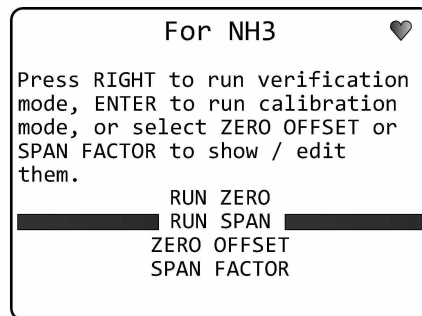 For NH3
Press RIGHT to run verification
mode, ENTER to run calibration
mode, or select ZERO OFFSET or
SPAN FACTOR to show / edit
them.
RUN ZERO
RUN SPAN
ZERO OFFSET
SPAN FACTOR